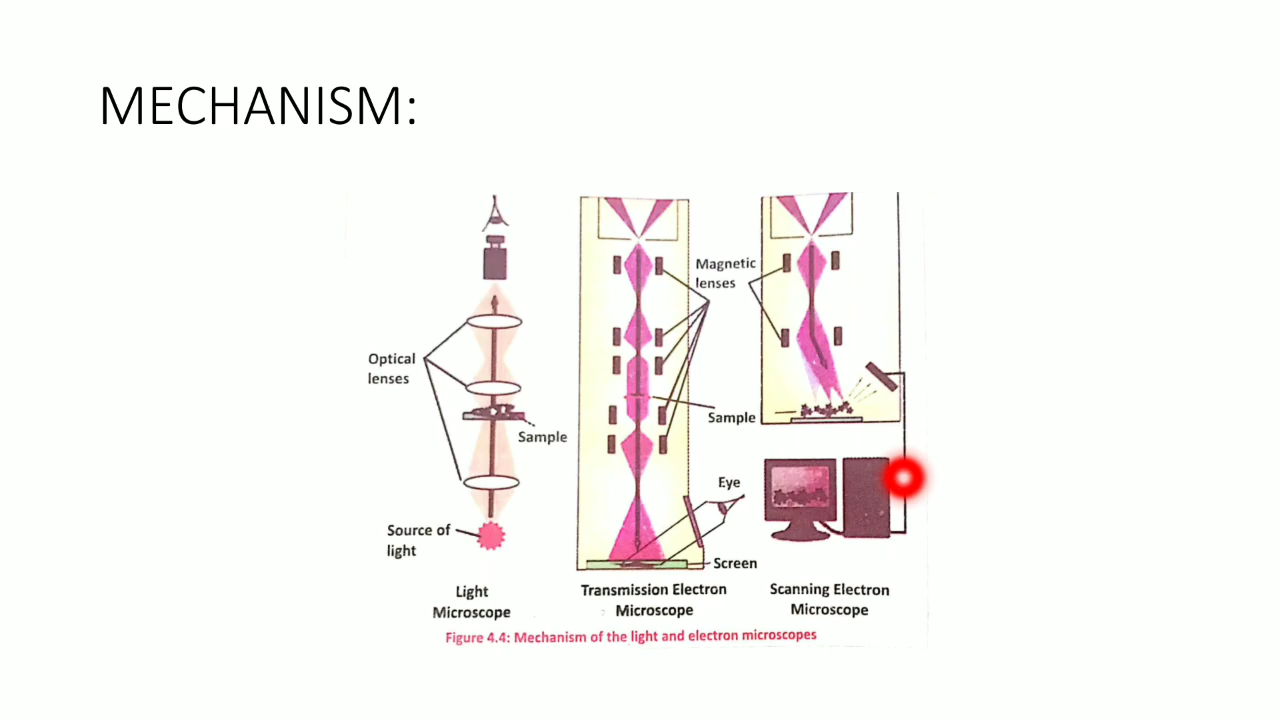 MECHANISM:
Magnetic
lenses
Optical
lenses
Sample
Sample
Eye
Source of
light
Screen
Light
Microscope
Transmission Electron
Microscope
Scanning Electron
Microscope
Figure 4.4: Mechanism of the light and electron microscopes